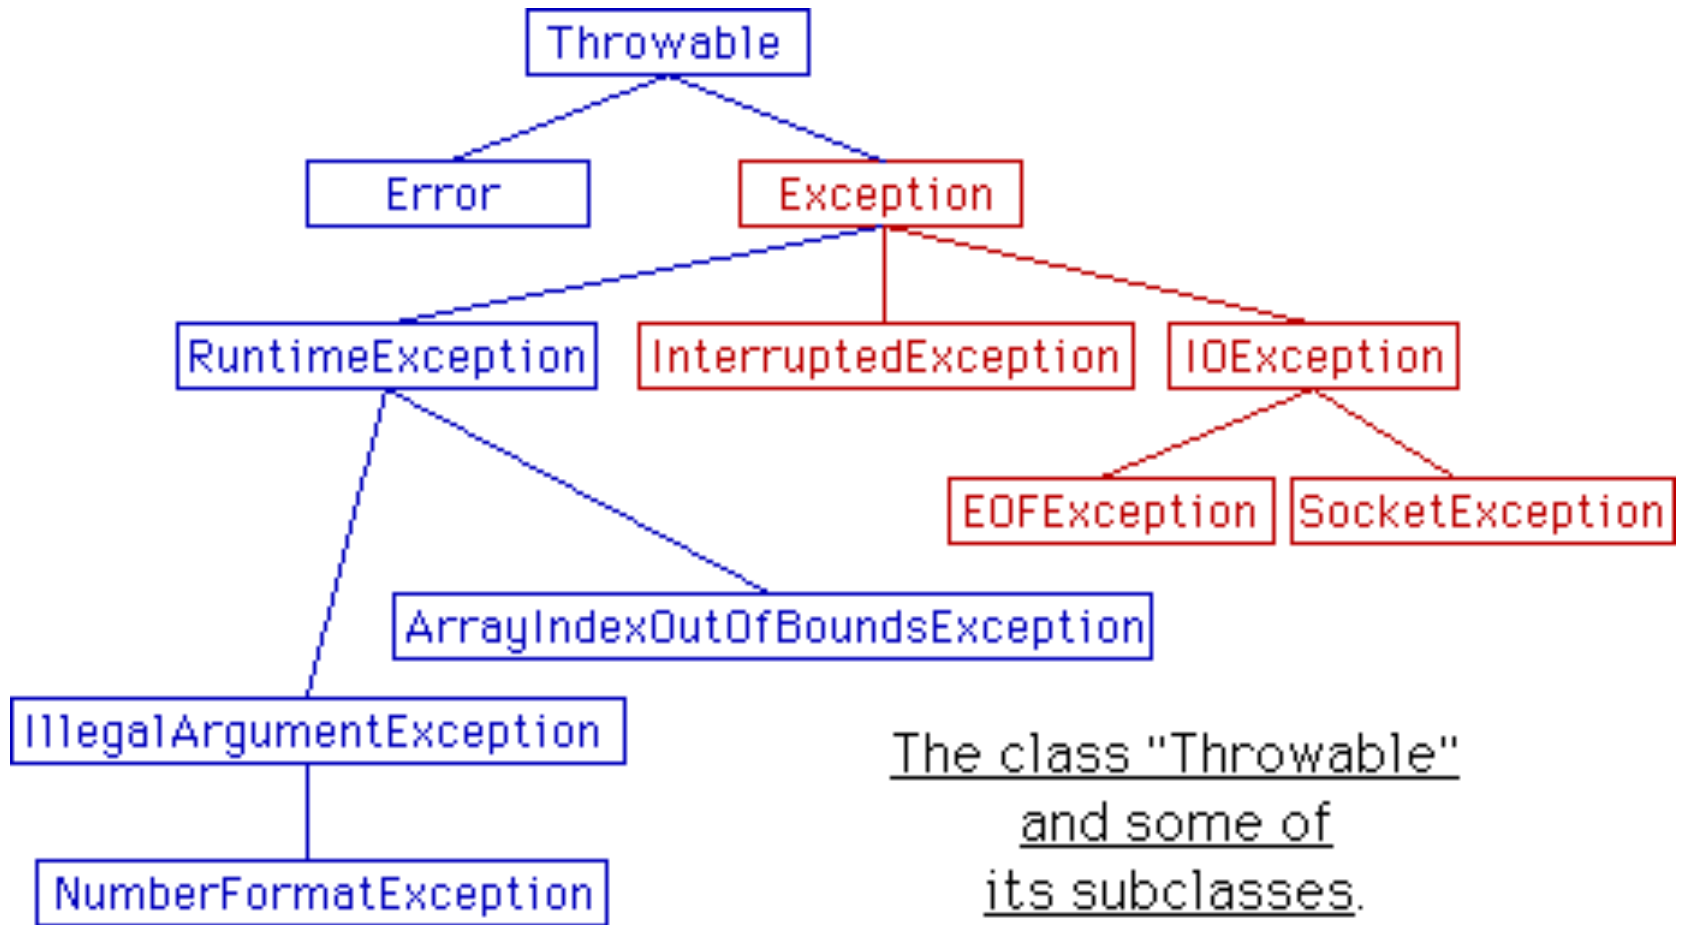 Throwable
Error
Exception
RuntimeException
InterruptedException
IOException
EOFException
SocketException
ArrayIndexOutOfBoundsException
IllegalArgumentException
NumberFormatException
The class "Throwable"
and some of
its subclasses.